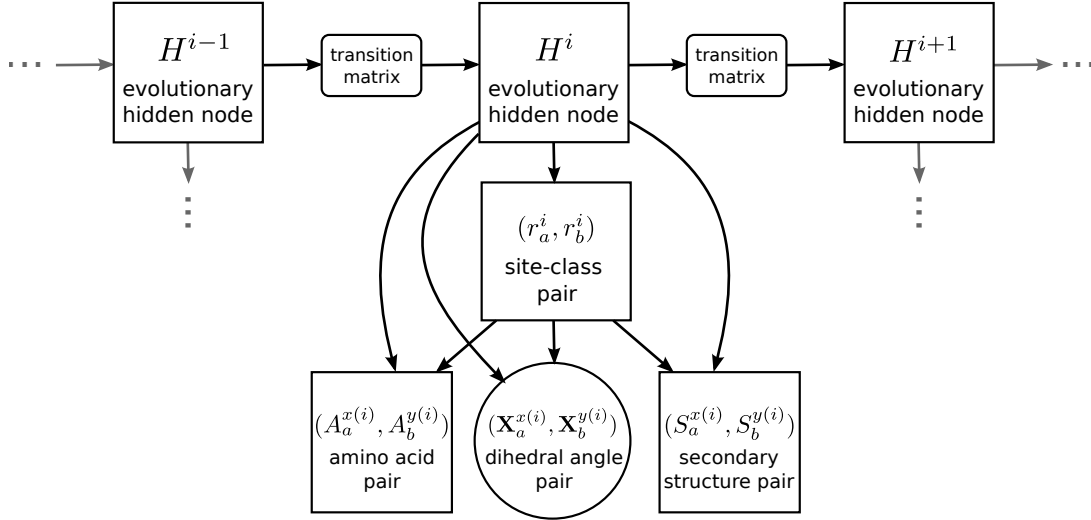 … H^{i−1} transition matrix H^i transition matrix H^{i+1} …
evolutionary hidden node
evolutionary hidden node
evolutionary hidden node
⋮
⋮
(r_a^i, r_b^i)
site-class
pair
(A_a^{x(i)}, A_b^{y(i)})
amino acid
pair
(𝐗_a^{x(i)}, 𝐗_b^{y(i)})
dihedral angle
pair
(S_a^{x(i)}, S_b^{y(i)})
secondary
structure pair